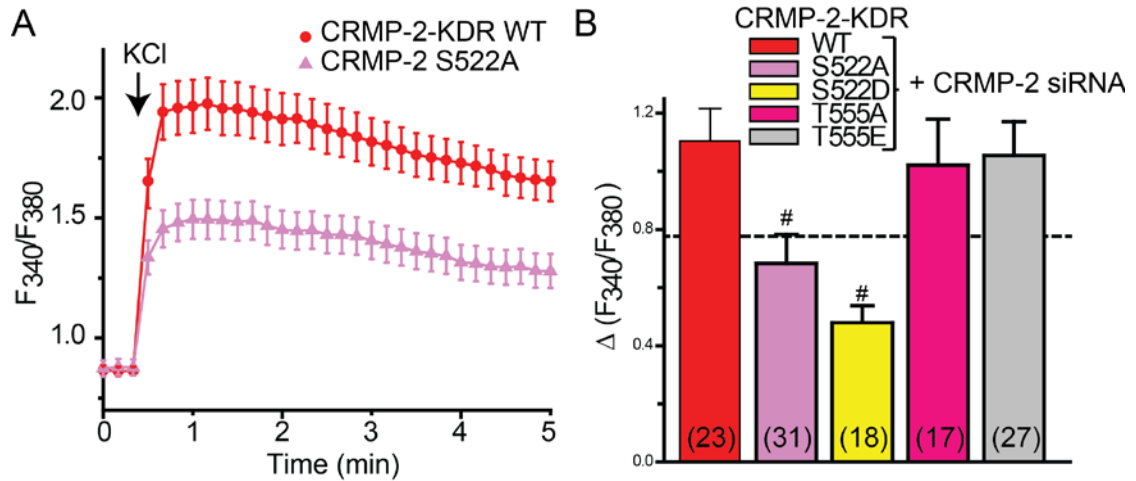 A
KCl
CRMP-2-KDR WT
CRMP-2 S522A
F340/F380
2.0
1.5
1.0
0
1
2
3
4
5
Time (min)
B
CRMP-2-KDR
WT
S522A
S522D
T555A
T555E
+ CRMP-2 siRNA
Δ (F340/F380)
1.2
0.8
0.4
0.0
#
#
(23)
(31)
(18)
(17)
(27)